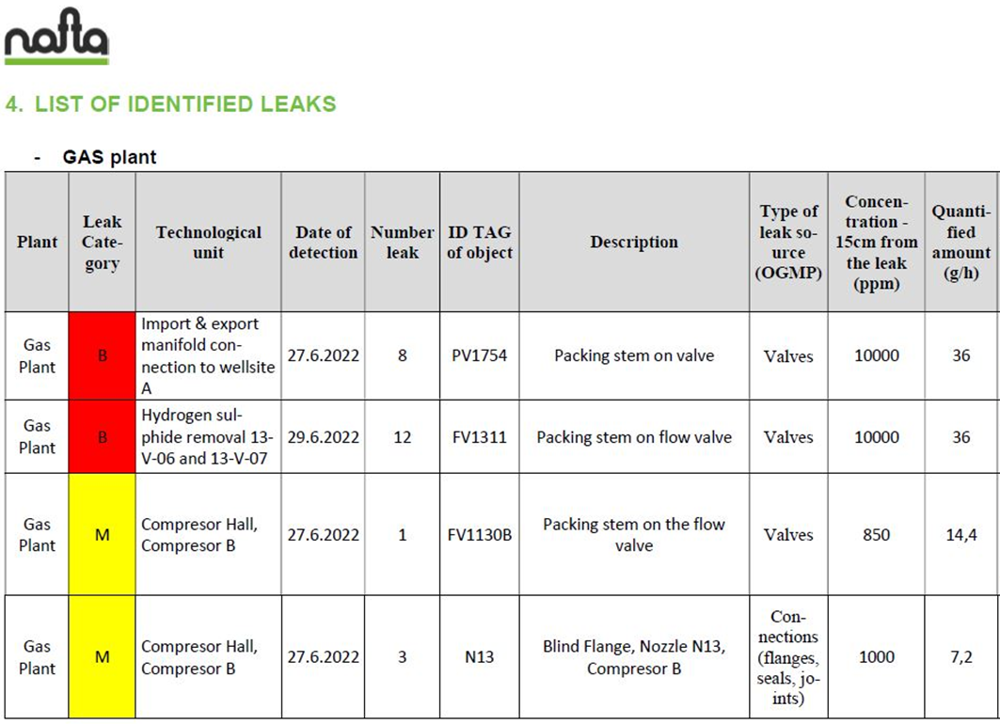 nafta
4. LIST OF IDENTIFIED LEAKS
- GAS plant
Plant
Leak
Cate-
gory
Technological
unit
Date of
detection
Number
leak
ID TAG
of object
Description
Type of
leak so-
urce
(OGMP)
Concen-
tration -
15cm from
the leak
(ppm)
Quanti-
fied
amount
(g/h)
Gas
Plant
B
Import & export
manifold con-
nection to wellsite
A
27.6.2022
8
PV1754
Packing stem on valve
Valves
10000
36
Gas
Plant
B
Hydrogen sul-
phide removal 13-
V-06 and 13-V-07
29.6.2022
12
FV1311
Packing stem on flow valve
Valves
10000
36
Gas
Plant
M
Compresor Hall,
Compresor B
27.6.2022
1
FV1130B
Packing stem on the flow
valve
Valves
850
14,4
Gas
Plant
M
Compresor Hall,
Compresor B
27.6.2022
3
N13
Blind Flange, Nozzle N13,
Compresor B
Con-
nections
(flanges,
seals, jo-
ints)
1000
7,2